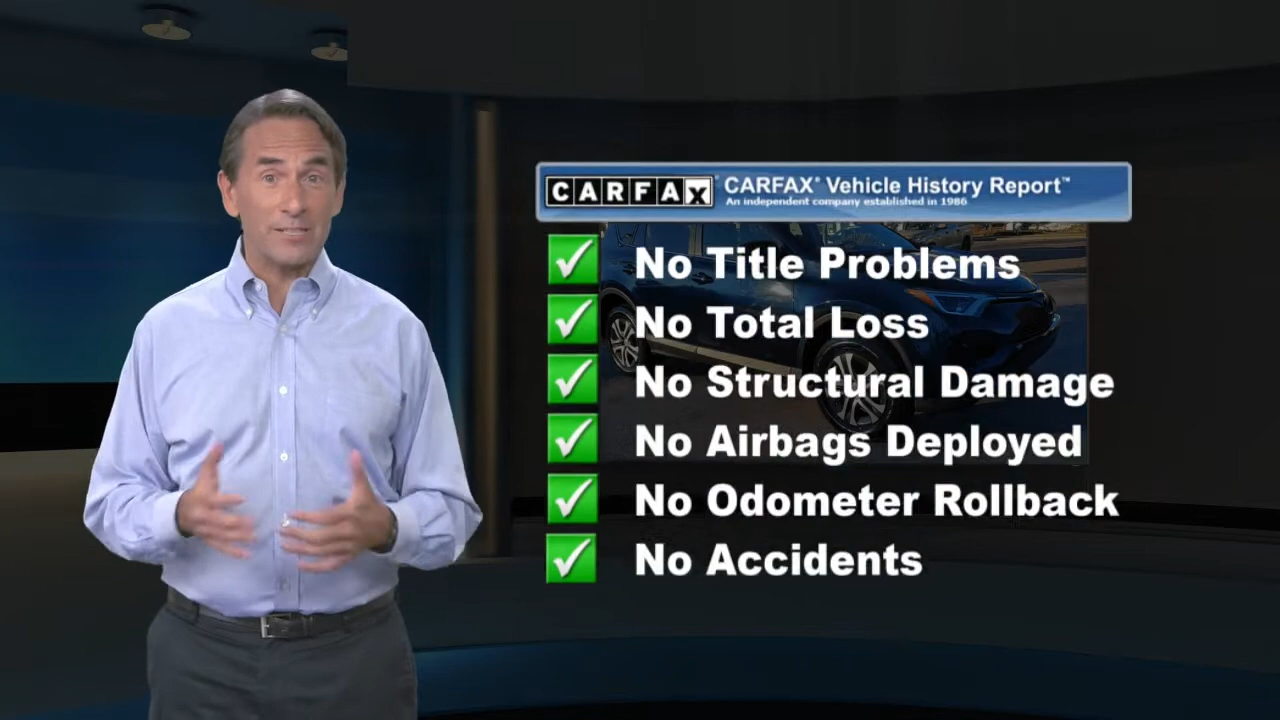 CARFAX
CARFAX® Vehicle History Report™
An independent company established in 1986
No Title Problems
No Total Loss
No Structural Damage
No Airbags Deployed
No Odometer Rollback
No Accidents